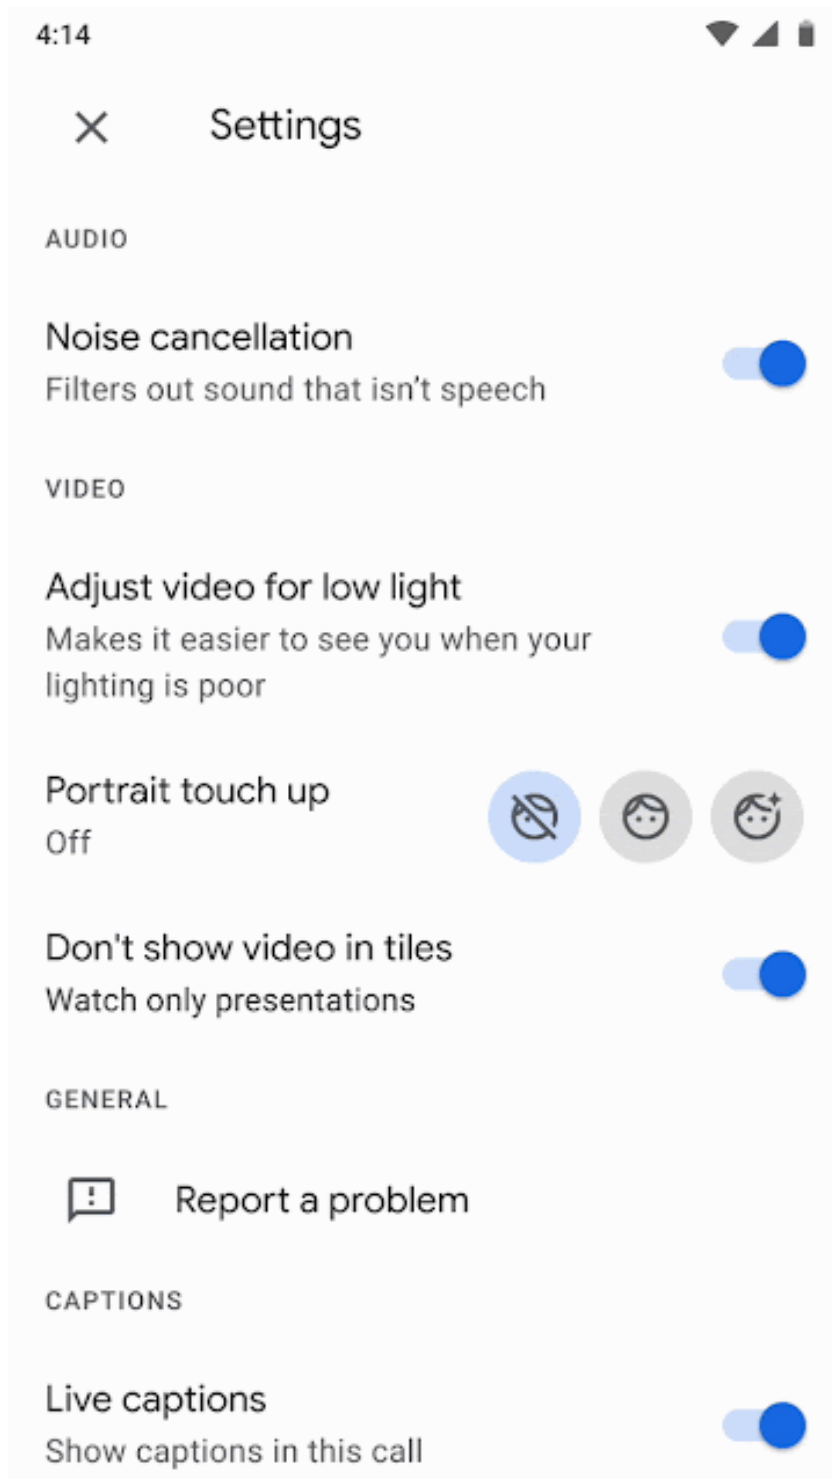 4:14
Settings
AUDIO
Noise cancellation
Filters out sound that isn't speech
VIDEO
Adjust video for low light
Makes it easier to see you when your
lighting is poor
Portrait touch up
Off
Don't show video in tiles
Watch only presentations
GENERAL
Report a problem
CAPTIONS
Live captions
Show captions in this call